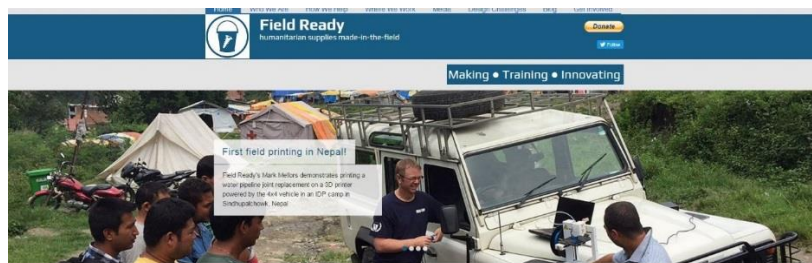 Home Who We Are How We Help Where We Work Media Design Challenges Blog Get Involved
Field Ready
humanitarian supplies made-in-the-field
Donate
Follow
Making ● Training ● Innovating
First field printing in Nepal!
Field Ready's Mark Mellors demonstrates printing a
water pipeline joint replacement on a 3D printer
powered by the 4x4 vehicle in an IDP camp in
Sindhupalchowk, Nepal